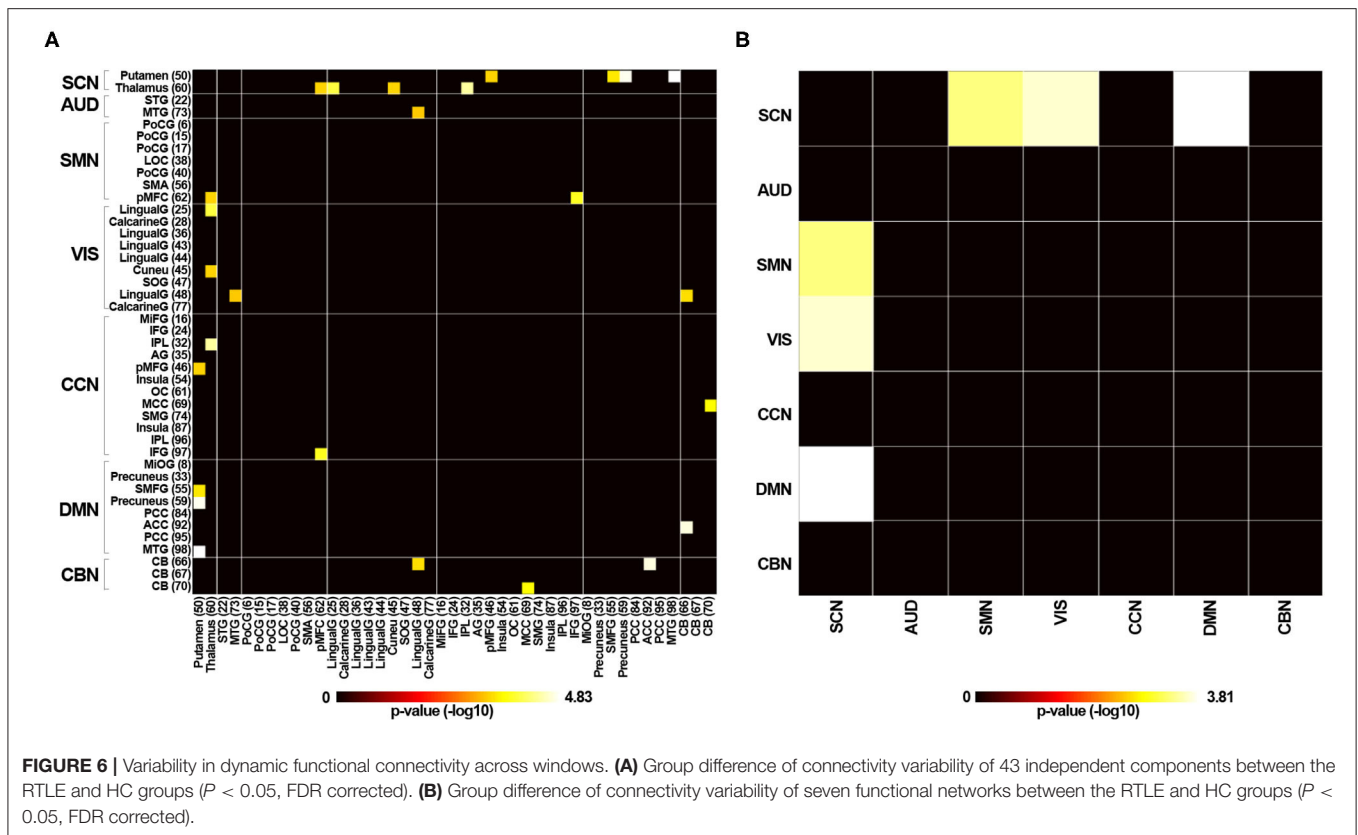 A
SCN
AUD
SMN
VIS
CCN
DMN
CBN
Putamen (50)
Thalamus (60)
STG (22)
MTG (73)
PoCG (6)
PoCG (15)
PoCG (17)
LOC (38)
PoCG (40)
SMA (56)
pMFC (62)
LingualG (25)
CalcarineG (28)
LingualG (36)
LingualG (43)
LingualG (44)
Cuneu (45)
SOG (47)
LingualG (48)
CalcarineG (77)
MiFG (16)
IFG (24)
IPL (32)
AG (35)
pMFG (46)
Insula (54)
OC (61)
MCC (69)
SMG (74)
Insula (87)
IPL (96)
IFG (97)
MiOG (8)
Precuneus (33)
SMFG (55)
Precuneus (59)
PCC (84)
ACC (92)
PCC (95)
MTG (98)
CB (66)
CB (67)
CB (70)
Putamen (50)
Thalamus (60)
STG (22)
MTG (73)
PoCG (6)
PoCG (15)
PoCG (17)
LOC (38)
PoCG (40)
SMA (56)
pMFC (62)
LingualG (25)
CalcarineG (28)
LingualG (36)
LingualG (43)
LingualG (44)
Cuneu (45)
SOG (47)
LingualG (48)
CalcarineG (77)
MiFG (16)
IFG (24)
IPL (32)
AG (35)
pMFG (46)
Insula (54)
OC (61)
MCC (69)
SMG (74)
Insula (87)
IPL (96)
IFG (97)
MiOG (8)
Precuneus (33)
SMFG (55)
Precuneus (59)
PCC (84)
ACC (92)
PCC (95)
MTG (98)
CB (66)
CB (67)
CB (70)
0 4.83
p-value (-log10)
B
SCN
AUD
SMN
VIS
CCN
DMN
CBN
SCN
AUD
SMN
VIS
CCN
DMN
CBN
0 3.81
p-value (-log10)
FIGURE 6 | Variability in dynamic functional connectivity across windows. (A) Group difference of connectivity variability of 43 independent components between the
RTLE and HC groups (P < 0.05, FDR corrected). (B) Group difference of connectivity variability of seven functional networks between the RTLE and HC groups (P <
0.05, FDR corrected).